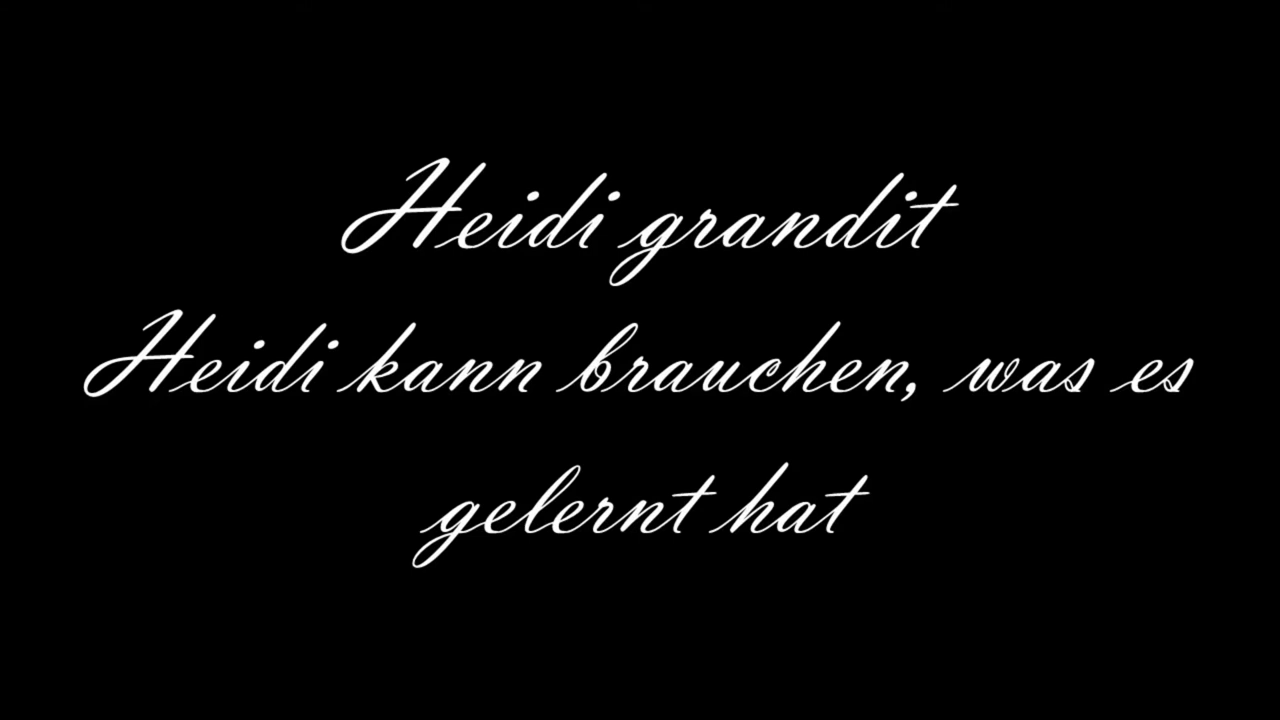 Heidi grandit
Heidi kann brauchen, was es
gelernt hat